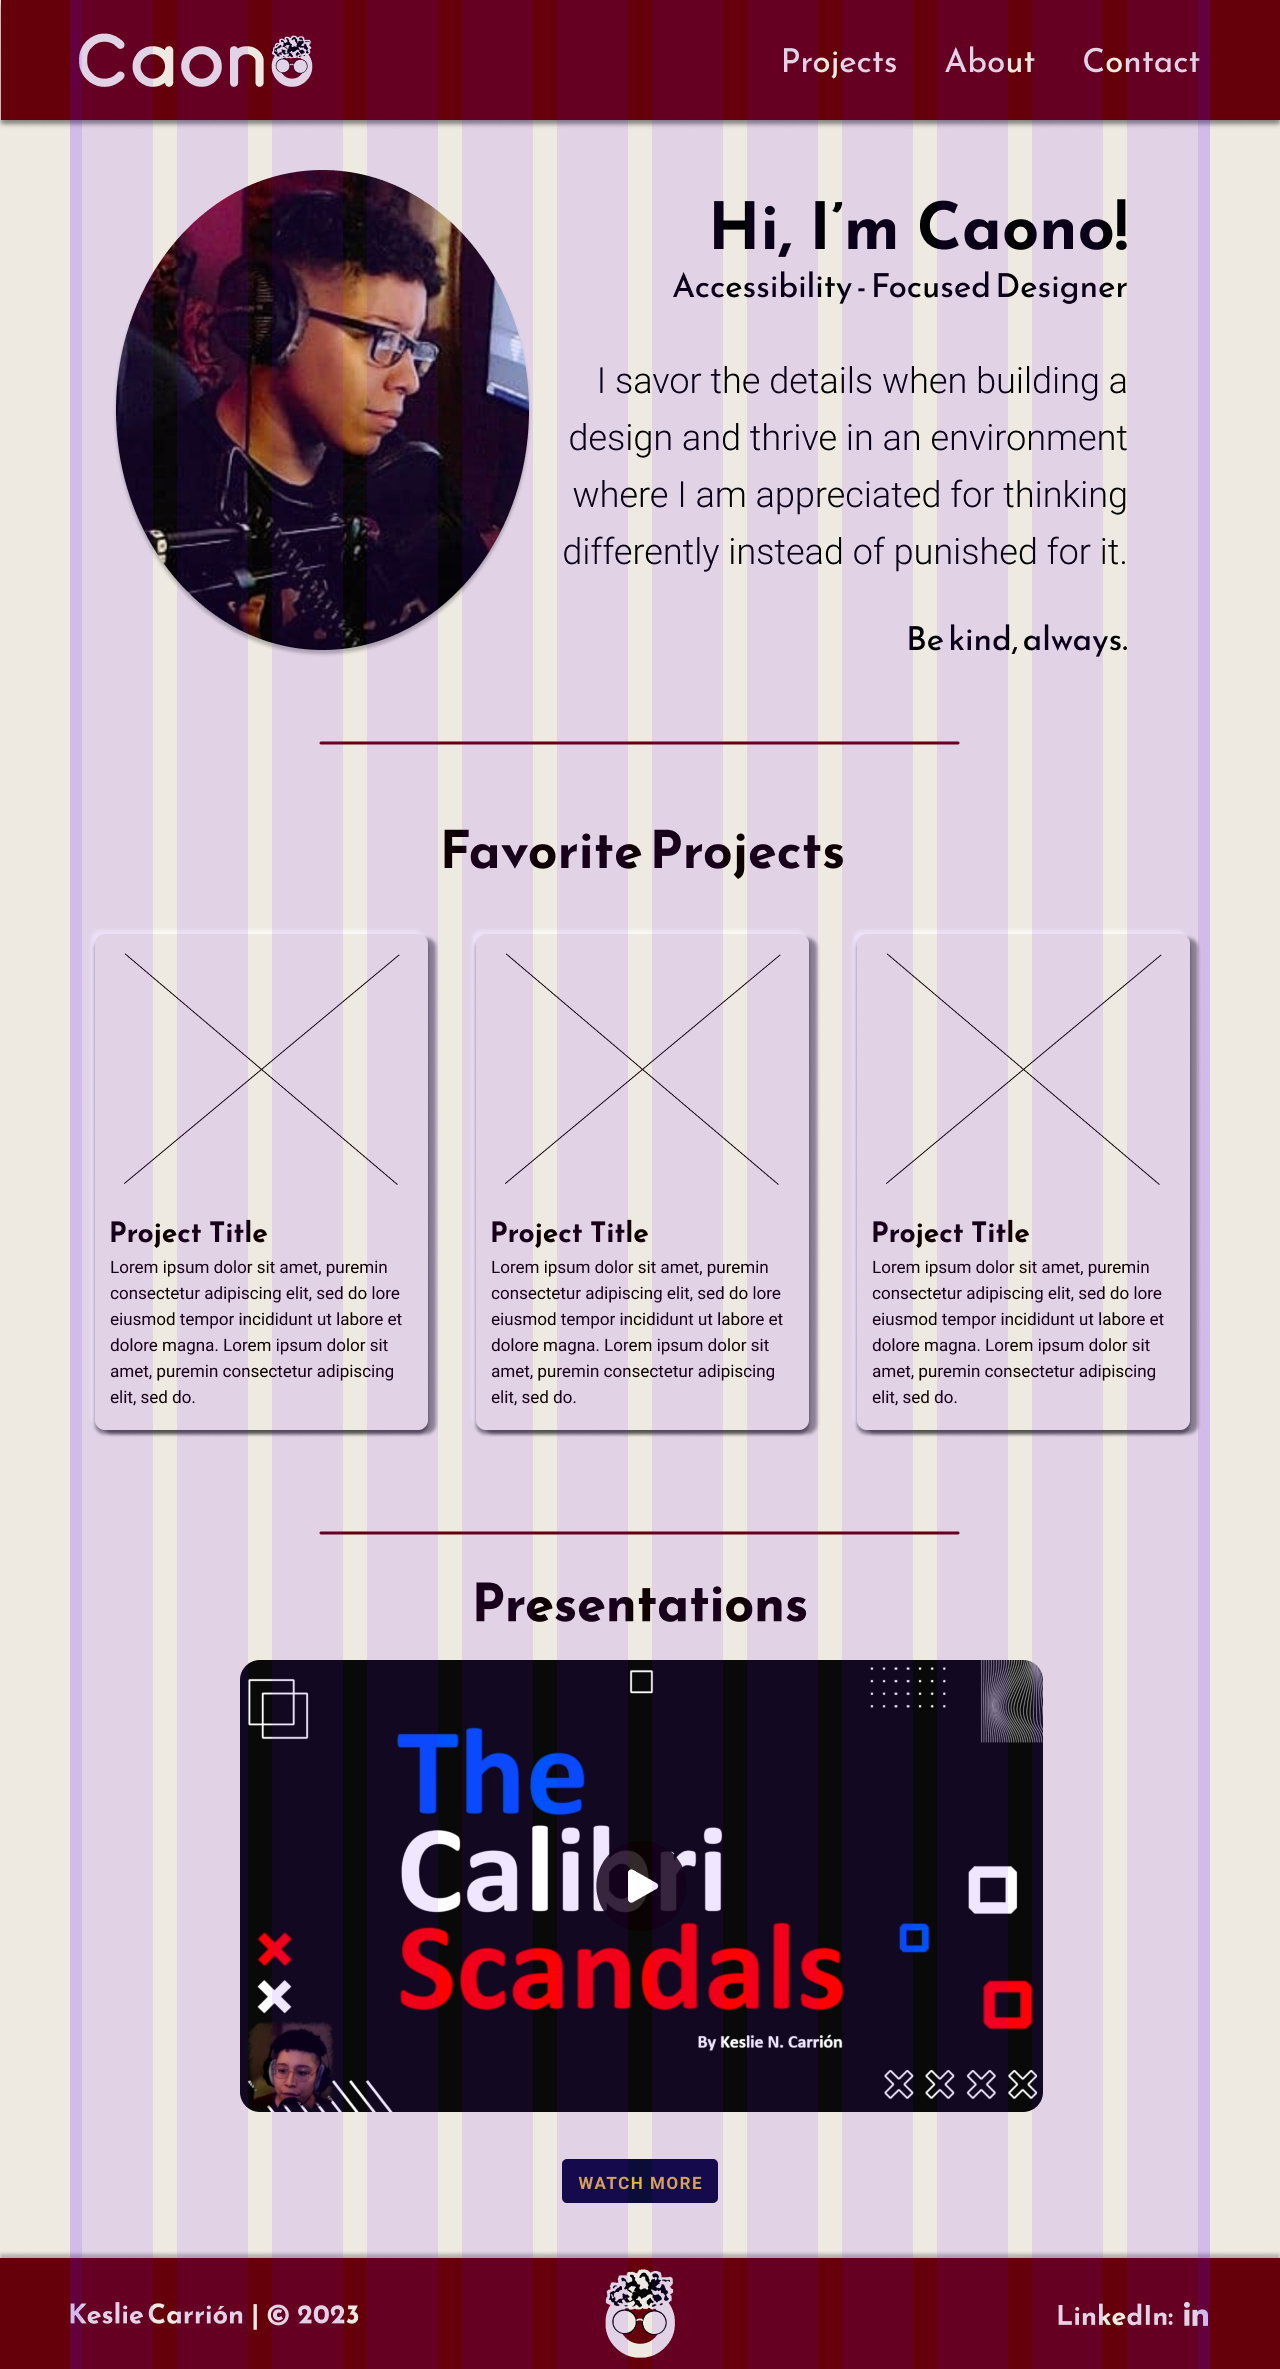 Caono
Projects About Contact
Hi, I'm Caono!
Accessibility - Focused Designer
I savor the details when building a
design and thrive in an environment
where I am appreciated for thinking
differently instead of punished for it.
Be kind, always.
Favorite Projects
Project Title
Lorem ipsum dolor sit amet, puremin
consectetur adipiscing elit, sed do lore
eiusmod tempor incididunt ut labore et
dolore magna. Lorem ipsum dolor sit
amet, puremin consectetur adipiscing
elit, sed do.
Project Title
Lorem ipsum dolor sit amet, puremin
consectetur adipiscing elit, sed do lore
eiusmod tempor incididunt ut labore et
dolore magna. Lorem ipsum dolor sit
amet, puremin consectetur adipiscing
elit, sed do.
Project Title
Lorem ipsum dolor sit amet, puremin
consectetur adipiscing elit, sed do lore
eiusmod tempor incididunt ut labore et
dolore magna. Lorem ipsum dolor sit
amet, puremin consectetur adipiscing
elit, sed do.
Presentations
The
Calibri
Scandals
By Keslie N. Carrión
WATCH MORE
Keslie Carrión | © 2023
LinkedIn: in